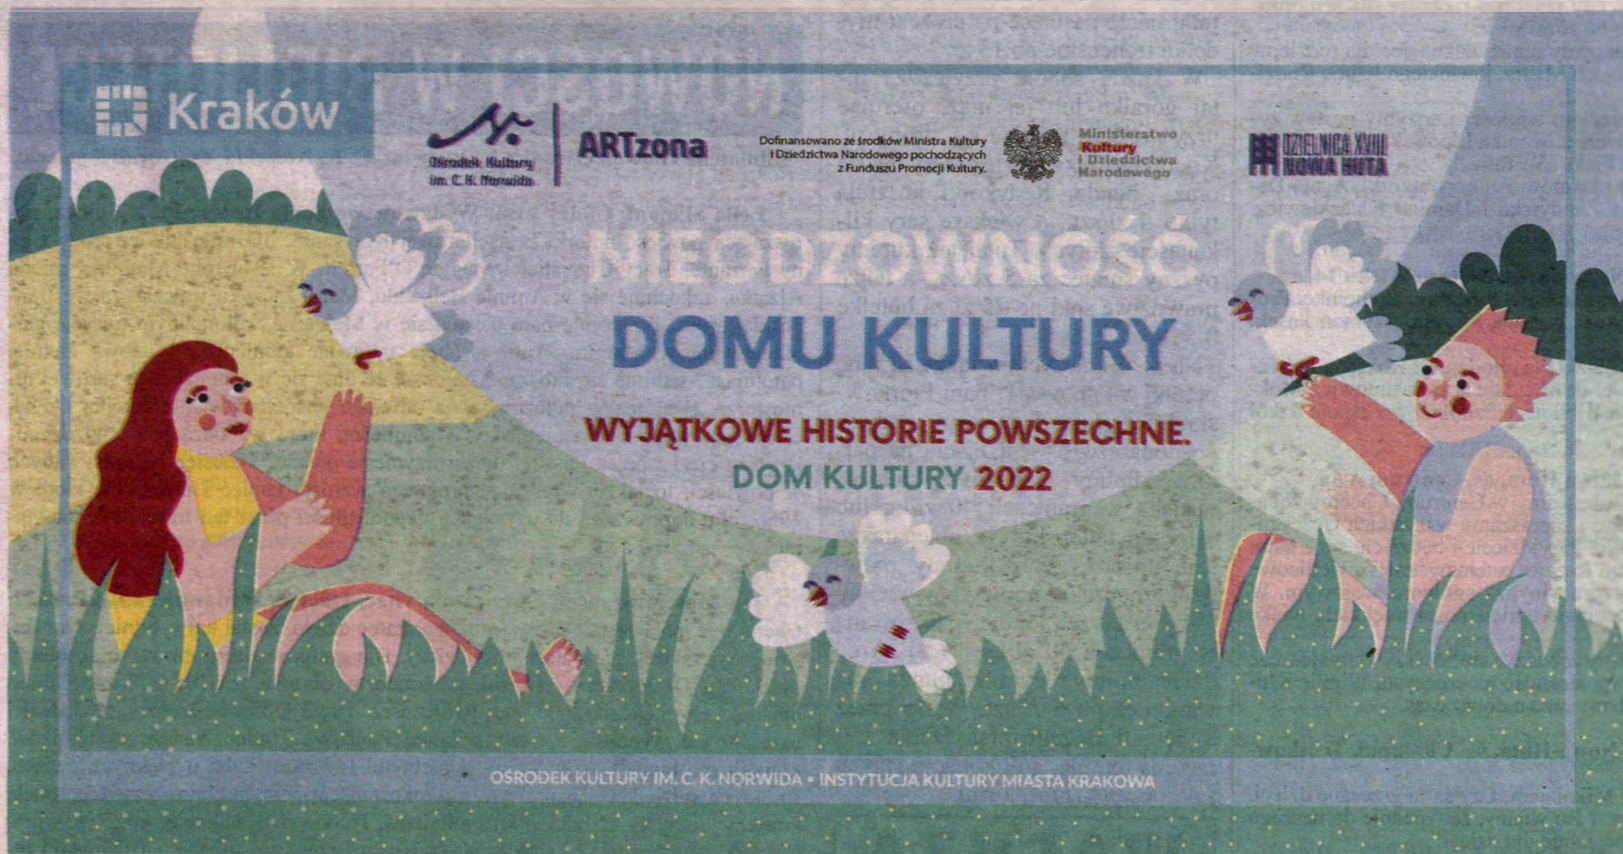 Kraków
Ośrodek Kultury
im. C. K. Norwida
ARTzona
Dofinansowano ze środków Ministra Kultury
i Dziedzictwa Narodowego pochodzących
z Funduszu Promocji Kultury.
Ministerstwo
Kultury
i Dziedzictwa
Narodowego
DZIELNICA XVIII
NOWA HUTA
NIEODZOWNOŚĆ
DOMU KULTURY
WYJĄTKOWE HISTORIE POWSZECHNE.
DOM KULTURY 2022
OŚRODEK KULTURY IM. C. K. NORWIDA • INSTYTUCJA KULTURY MIASTA KRAKOWA